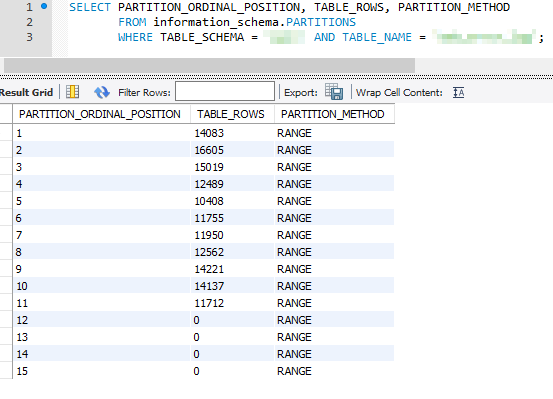 1 SELECT PARTITION_ORDINAL_POSITION, TABLE_ROWS, PARTITION_METHOD
2 FROM information_schema.PARTITIONS
3 WHERE TABLE_SCHEMA = AND TABLE_NAME = ;
Result Grid Filter Rows: Export: Wrap Cell Content: IA
PARTITION_ORDINAL_POSITION TABLE_ROWS PARTITION_METHOD
1 14083 RANGE
2 16605 RANGE
3 15019 RANGE
4 12489 RANGE
5 10408 RANGE
6 11755 RANGE
7 11950 RANGE
8 12562 RANGE
9 14221 RANGE
10 14137 RANGE
11 11712 RANGE
12 0 RANGE
13 0 RANGE
14 0 RANGE
15 0 RANGE